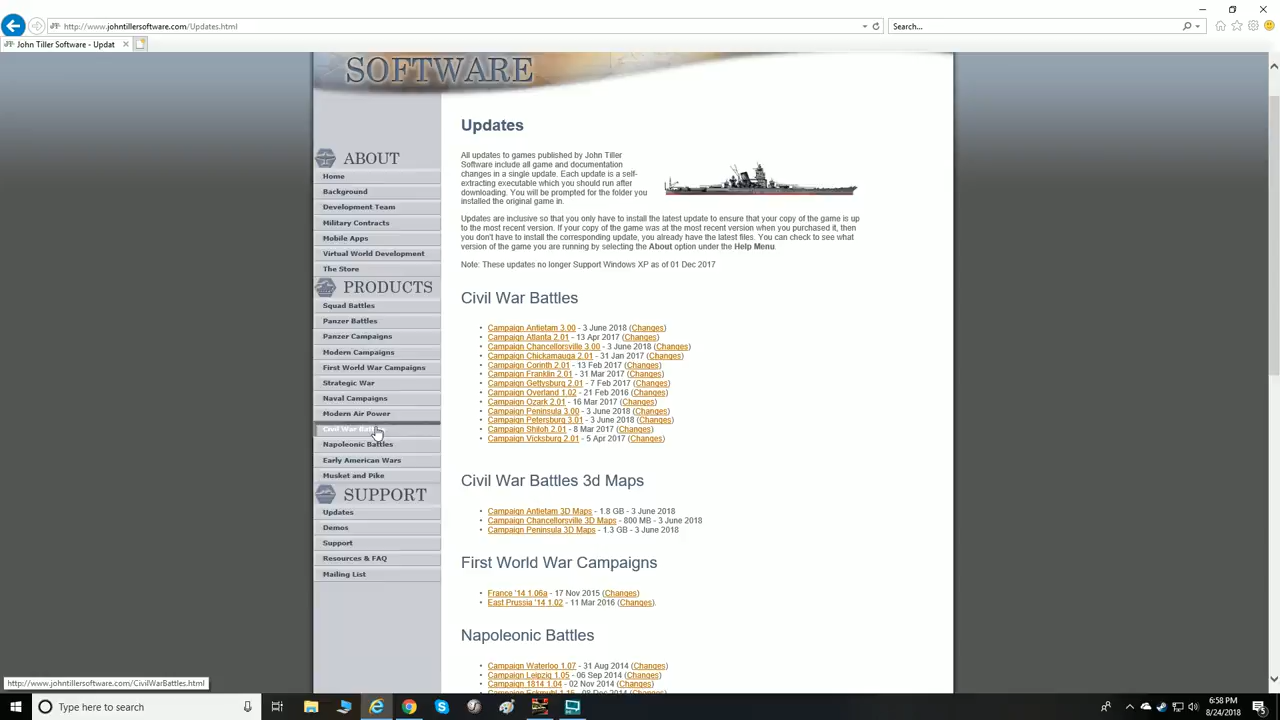 http://www.johntillersoftware.com/Updates.html
Search...
John Tiller Software - Updat
SOFTWARE
ABOUT
Home
Background
Development Team
Military Contracts
Mobile Apps
Virtual World Development
The Store
PRODUCTS
Squad Battles
Panzer Battles
Panzer Campaigns
Modern Campaigns
First World War Campaigns
Strategic War
Naval Campaigns
Modern Air Power
Civil War Batt
Napoleonic Battles
Early American Wars
Musket and Pike
SUPPORT
Updates
Demos
Support
Resources & FAQ
Mailing List
Updates
All updates to games published by John Tiller
Software include all game and documentation
changes in a single update. Each update is a self-
extracting executable which you should run after
downloading. You will be prompted for the folder you
installed the original game in.
Updates are inclusive so that you only have to install the latest update to ensure that your copy of the game is up
to the most recent version. If your copy of the game was at the most recent version when you purchased it, then
you don't have to install the corresponding update, you already have the latest files. You can check to see what
version of the game you are running by selecting the About option under the Help Menu.
Note: These updates no longer Support Windows XP as of 01 Dec 2017
Civil War Battles
• Campaign Antietam 3.00 - 3 June 2018 (Changes)
• Campaign Atlanta 2.01 - 13 Apr 2017 (Changes)
• Campaign Chancellorsville 3.00 - 3 June 2018 (Changes)
• Campaign Chickamauga 2.01 - 31 Jan 2017 (Changes)
• Campaign Corinth 2.01 - 13 Feb 2017 (Changes)
• Campaign Franklin 2.01 - 31 Mar 2017 (Changes)
• Campaign Gettysburg 2.01 - 7 Feb 2017 (Changes)
• Campaign Overland 1.02 - 21 Feb 2016 (Changes)
• Campaign Ozark 2.01 - 16 Mar 2017 (Changes)
• Campaign Peninsula 3.00 - 3 June 2018 (Changes)
• Campaign Petersburg 3.01 - 3 June 2018 (Changes)
• Campaign Shiloh 2.01 - 8 Mar 2017 (Changes)
• Campaign Vicksburg 2.01 - 5 Apr 2017 (Changes)
Civil War Battles 3d Maps
• Campaign Antietam 3D Maps - 1.8 GB - 3 June 2018
• Campaign Chancellorsville 3D Maps - 800 MB - 3 June 2018
• Campaign Peninsula 3D Maps - 1.3 GB - 3 June 2018
First World War Campaigns
• France '14 1.06a - 17 Nov 2015 (Changes)
• East Prussia '14 1.02 - 11 Mar 2016 (Changes).
Napoleonic Battles
• Campaign Waterloo 1.07 - 31 Aug 2014 (Changes)
• Campaign Leipzig 1.05 - 06 Sep 2014 (Changes)
• Campaign 1814 1.04 - 02 Nov 2014 (Changes)
http://www.johntillersoftware.com/CivilWarBattles.html
Type here to search
6:58 PM
8/24/2018